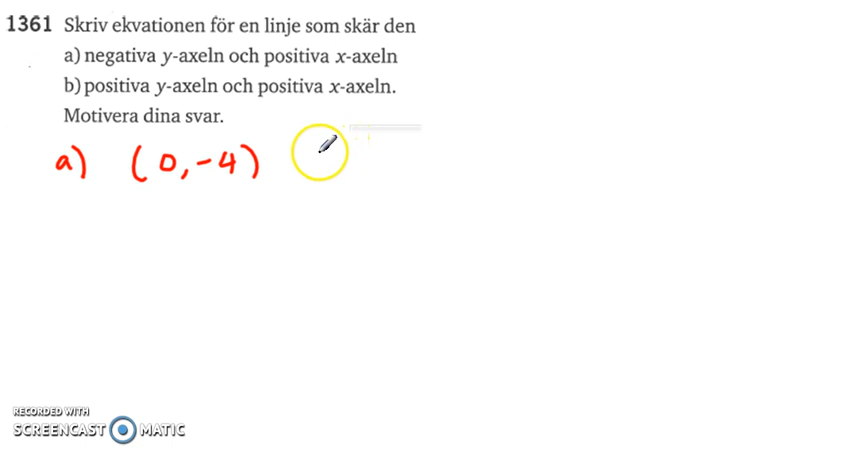 1361 Skriv ekvationen för en linje som skär den
a) negativa y-axeln och positiva x-axeln
b) positiva y-axeln och positiva x-axeln.
Motivera dina svar.
a) (0,-4)
RECORDED WITH
SCREENCAST MATIC